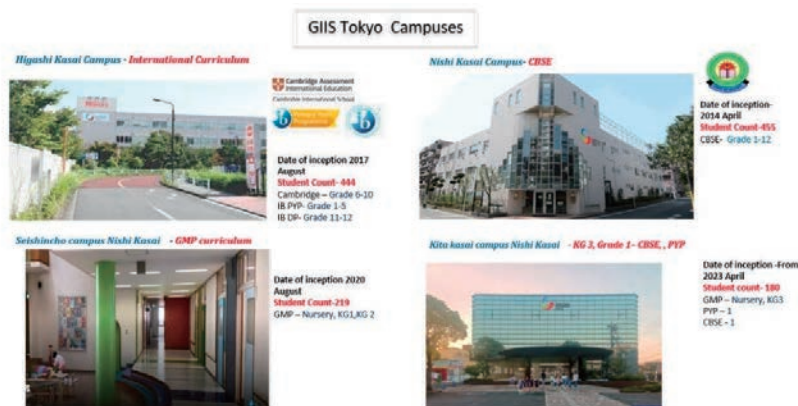 GIIS Tokyo Campuses
Higashi Kasai Campus - International Curriculum
Cambridge Assessment
International Education
Cambridge International School
Date of inception 2017
August
Student Count- 444
Cambridge – Grade 6-10
IB PYP- Grade 1-5
IB DP- Grade 11-12
Nishi Kasai Campus- CBSE
Date of inception-
2014 April
Student Count-455
CBSE- Grade 1-12
Seishincho campus Nishi Kasai - GMP curriculum
Date of inception 2020
August
Student Count-219
GMP – Nursery, KG1,KG 2
Kita kasai campus Nishi Kasai - KG 3, Grade 1- CBSE, , PYP
Date of inception -From
2023 April
Student count- 180
GMP – Nursery, KG3
PYP – 1
CBSE - 1